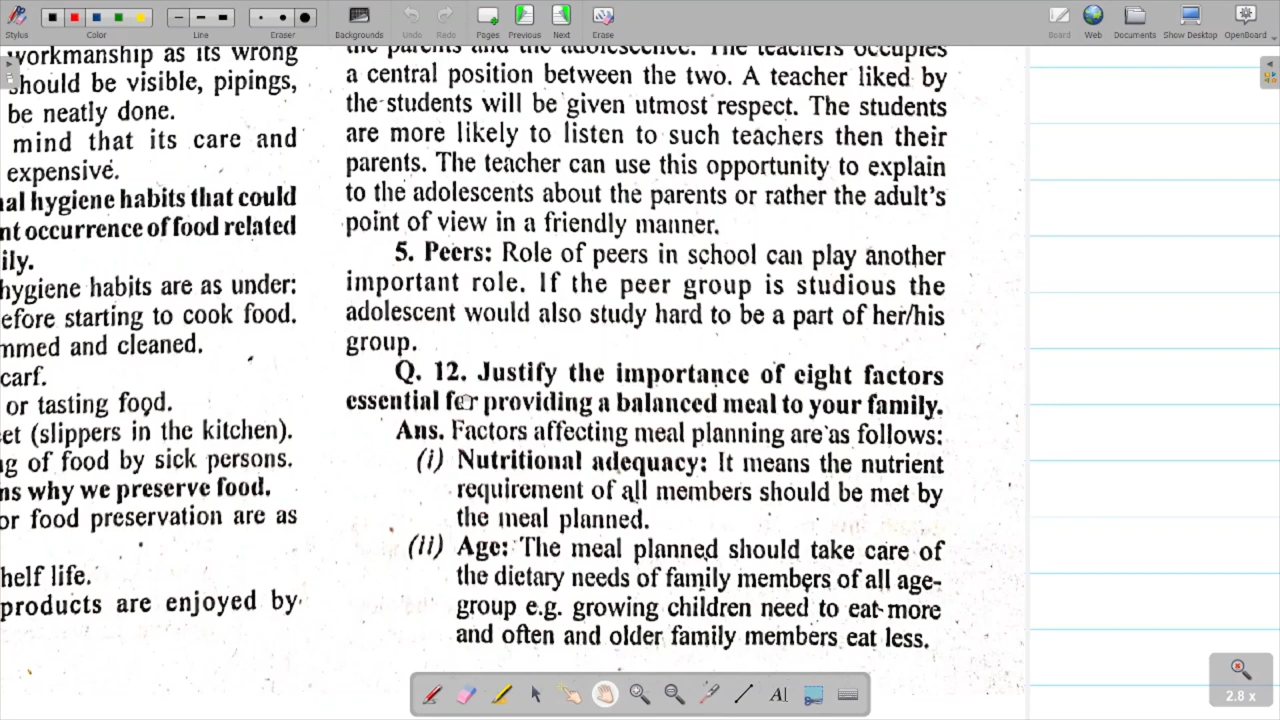 Stylus
Color
Line
Eraser
Backgrounds
Undo
Redo
Pages
Previous
Next
Erase
Board
Web
Documents
Show Desktop
OpenBoard
workmanship as its wrong
should be visible, pipings,
be neatly done.
mind that its care and
expensive.
al hygiene habits that could
nt occurrence of food related
ily.
hygiene habits are as under:
efore starting to cook food.
mmed and cleaned.
carf.
or tasting food.
et (slippers in the kitchen).
g of food by sick persons.
ns why we preserve food.
or food preservation are as
helf life.
products are enjoyed by
the parents and the adolescence. The teachers occupies
a central position between the two. A teacher liked by
the students will be given utmost respect. The students
are more likely to listen to such teachers then their
parents. The teacher can use this opportunity to explain
to the adolescents about the parents or rather the adult's
point of view in a friendly manner.
5. Peers: Role of peers in school can play another
important role. If the peer group is studious the
adolescent would also study hard to be a part of her/his
group.
Q. 12. Justify the importance of eight factors
essential for providing a balanced meal to your family.
Ans. Factors affecting meal planning are as follows:
(i) Nutritional adequacy: It means the nutrient
requirement of all members should be met by
the meal planned.
(ii) Age: The meal planned should take care of
the dietary needs of family members of all age-
group e.g. growing children need to eat more
and often and older family members eat less.
AI
2.8 x